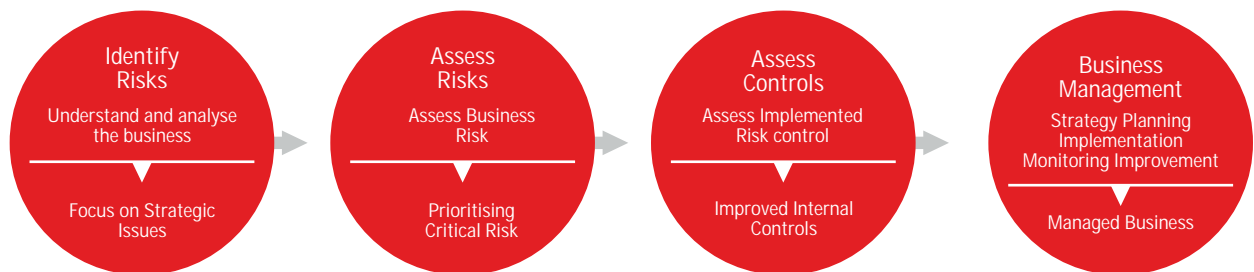 Identify
Risks
Understand and analyse
the business
Focus on Strategic
Issues
Assess
Risks
Assess Business
Risk
Prioritising
Critical Risk
Assess
Controls
Assess Implemented
Risk control
Improved Internal
Controls
Business
Management
Strategy Planning
Implementation
Monitoring Improvement
Managed Business